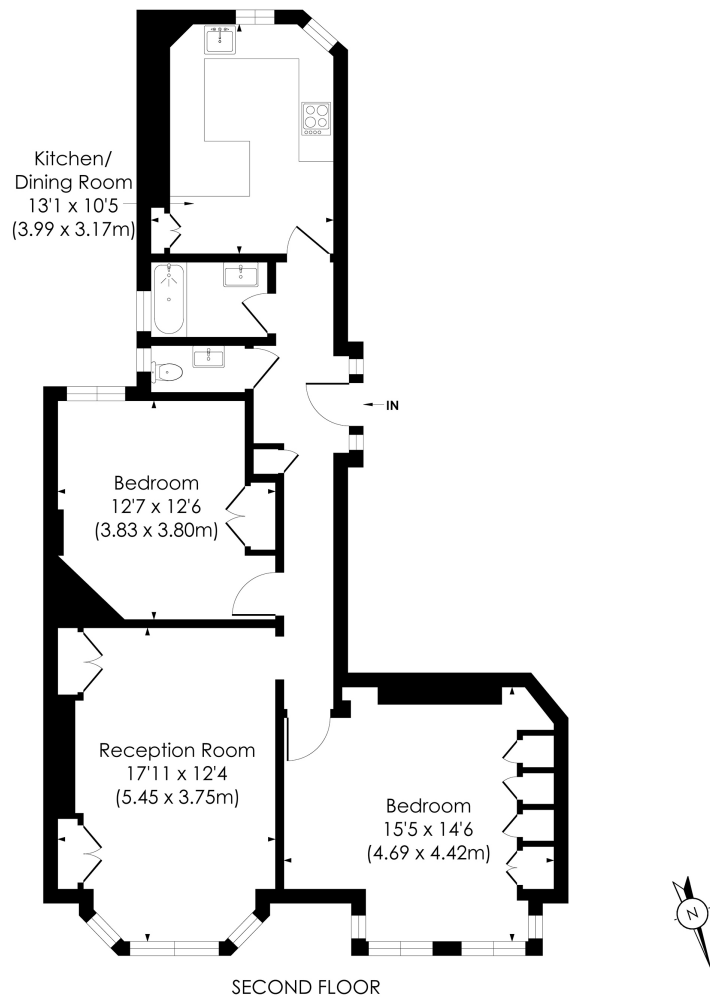 Kitchen/
Dining Room
13'1 x 10'5
(3.99 x 3.17m)
IN
Bedroom
12'7 x 12'6
(3.83 x 3.80m)
Reception Room
17'11 x 12'4
(5.45 x 3.75m)
Bedroom
15'5 x 14'6
(4.69 x 4.42m)
N
SECOND FLOOR